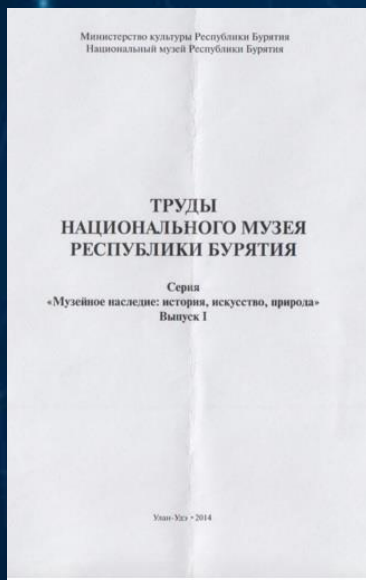 Министерство культуры Республики Бурятия
Национальный музей Республики Бурятия
ТРУДЫ
НАЦИОНАЛЬНОГО МУЗЕЯ
РЕСПУБЛИКИ БУРЯТИЯ
Серия
«Музейное наследие: история, искусство, природа»
Выпуск I
Улан-Удэ • 2014